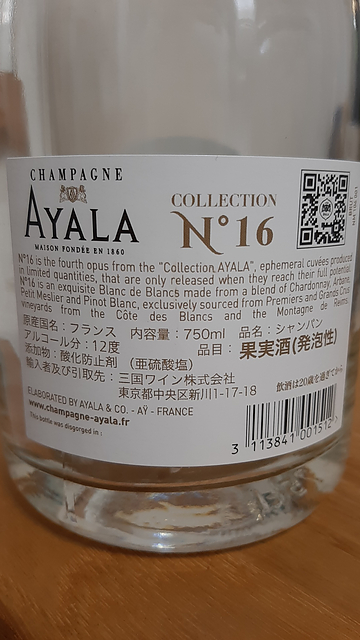 CHAMPAGNE
AYALA
MAISON FONDÉE EN 1860
COLLECTION
N°16
N°16 is the fourth opus from the "Collection AYALA", ephemeral cuvées produced
in limited quantities, that are only released when they reach their full potential.
N°16 is an exquisite Blanc de Blancs made from a blend of Chardonnay, Arbanne,
Petit Meslier and Pinot Blanc, exclusively sourced from Premiers and Grands Crus
vineyards from the Côte des Blancs and the Montagne de Reims.
原産国名：フランス 内容量：750ml 品名：シャンパン
アルコール分：12度 品目：果実酒(発泡性)
添加物：酸化防止剤 (亜硫酸塩)
輸入者及び引取先：三国ワイン株式会社
東京都中央区新川1-17-18
飲酒は20歳を過ぎてから
ELABORATED BY AYALA & CO. - AŸ - FRANCE
www.champagne-ayala.fr
This bottle was disgorged in :
3 113841 001512